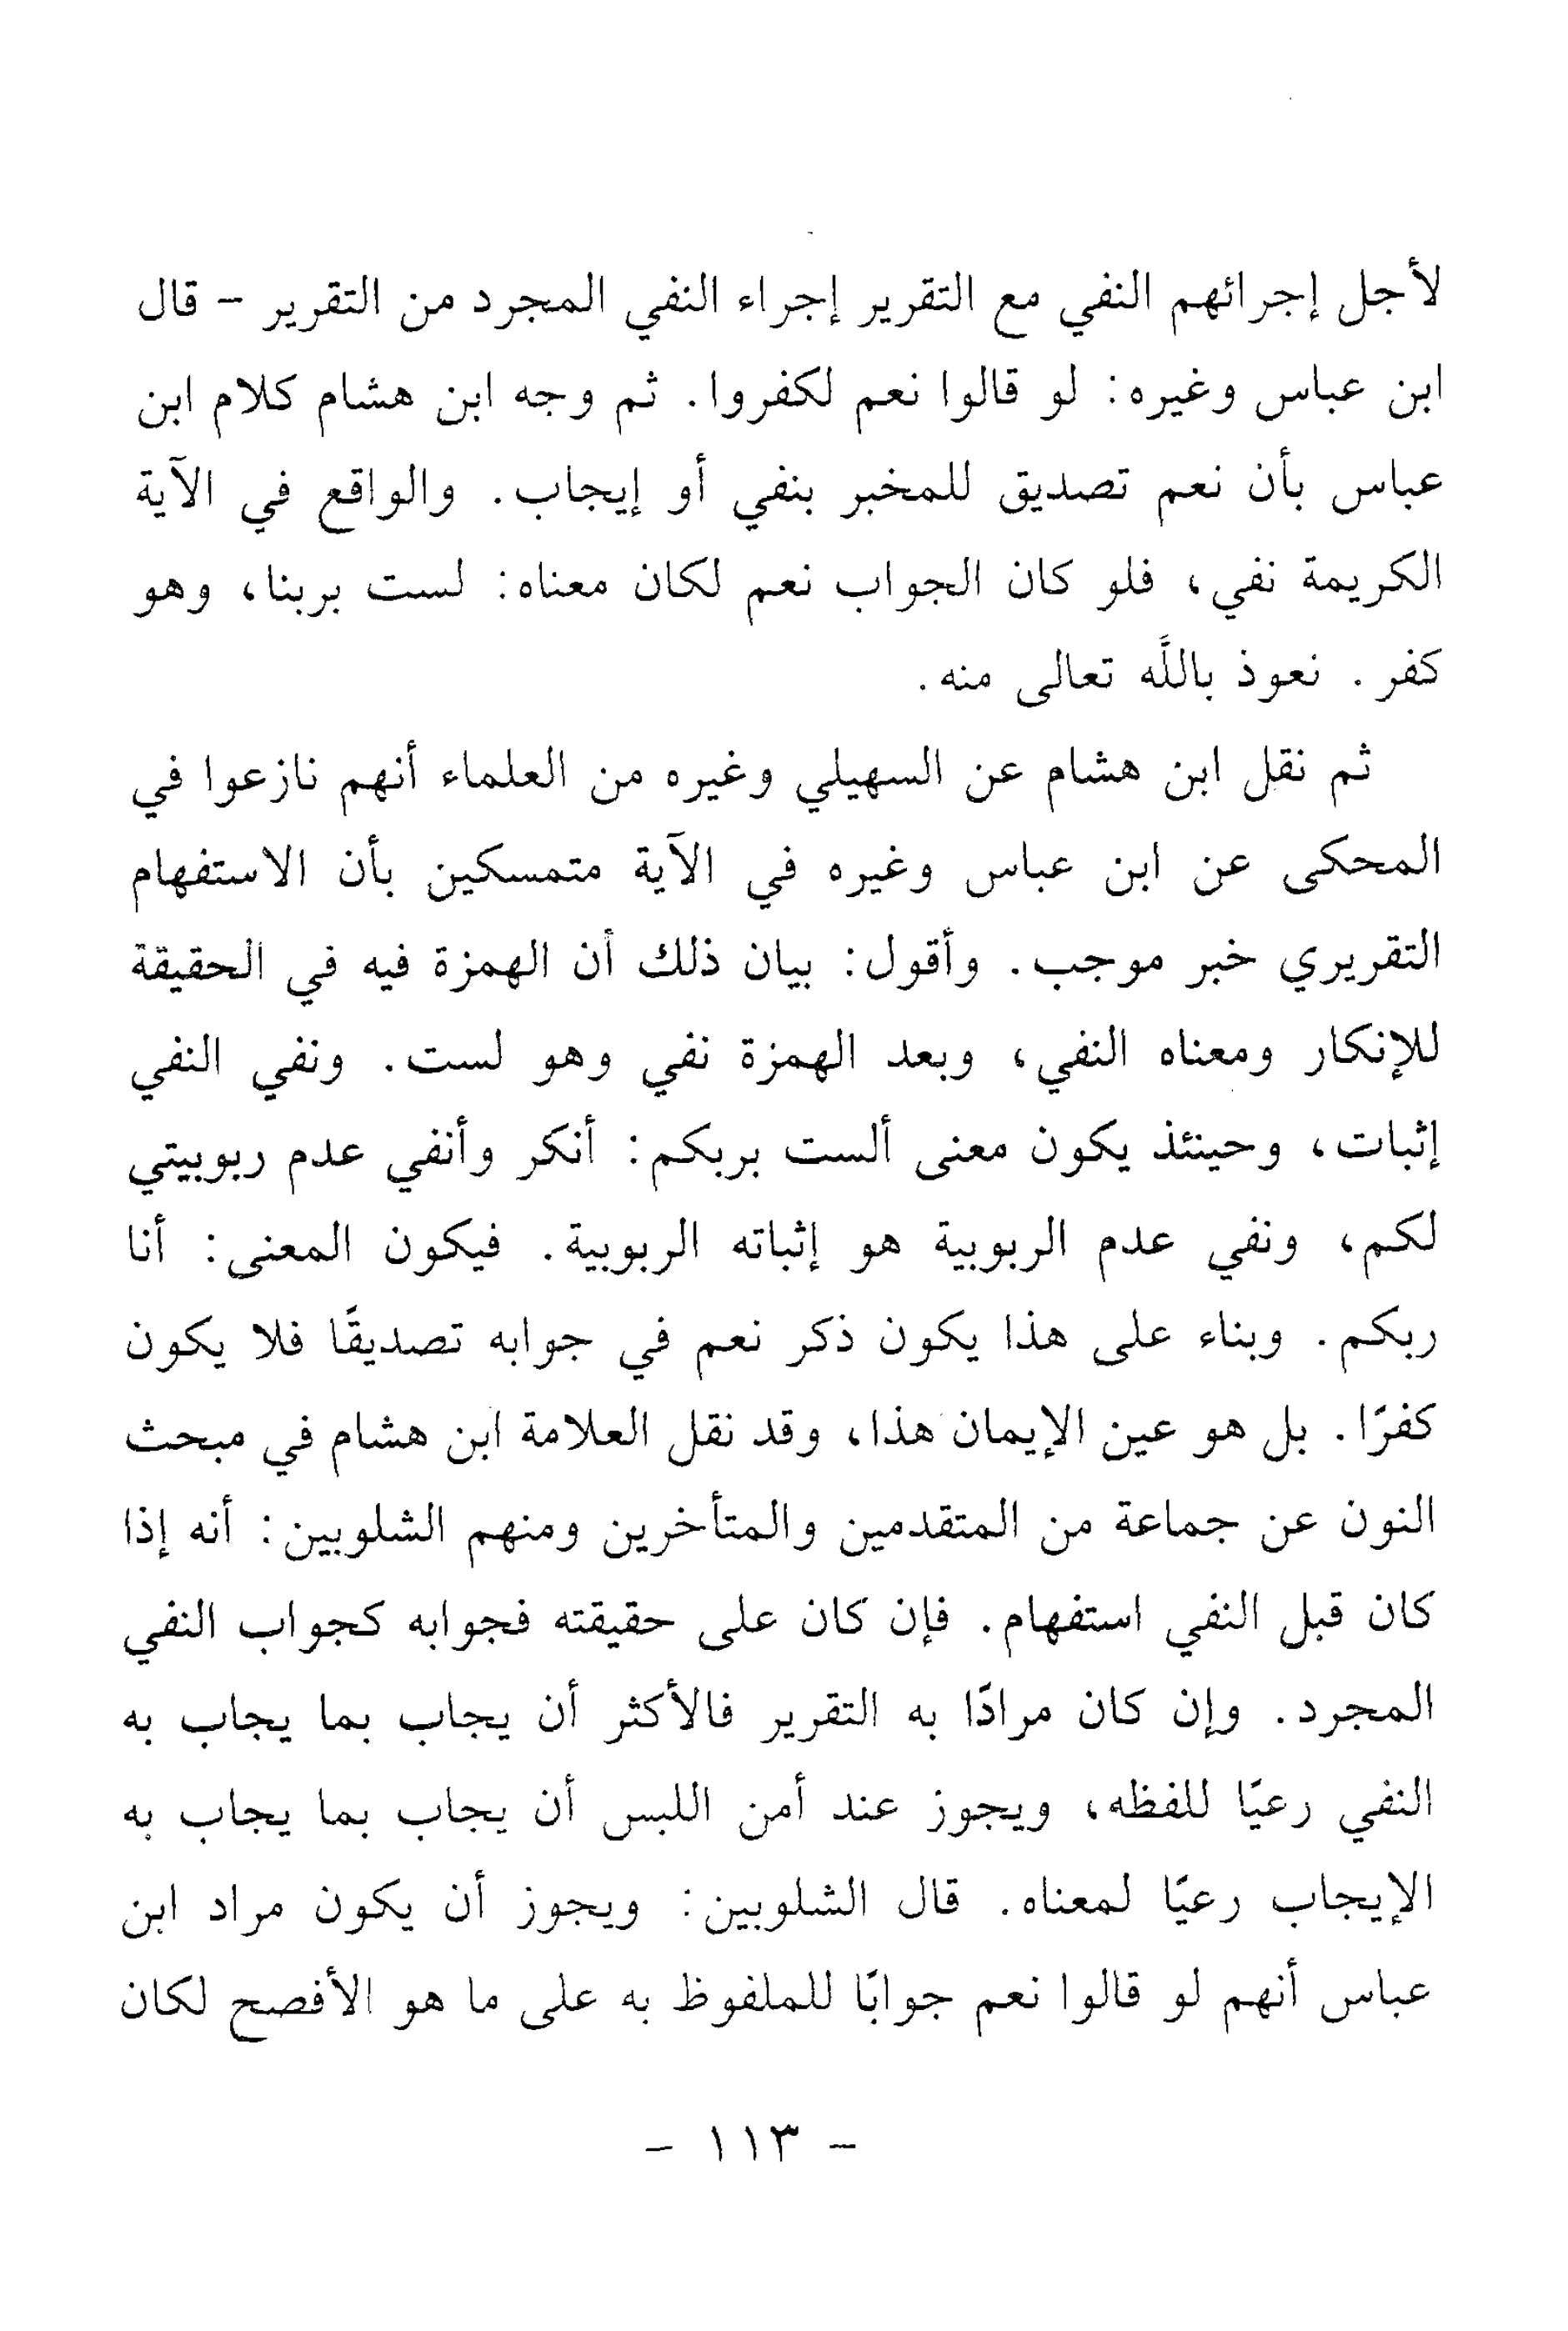 لأجل إجرائهم النفي مع التقرير إجراء النفي المجرد من التقرير – قال
ابن عباس وغيره: لو قالوا نعم لكفروا. ثم وجه ابن هشام كلام ابن
عباس بأن نعم تصديق للمخبر بنفي أو إيجاب. والواقع في الآية
الكريمة نفي، فلو كان الجواب نعم لكان معناه: لست بربنا، وهو
كفر. نعوذ باللَّه تعالى منه.
ثم نقل ابن هشام عن السهيلي وغيره من العلماء أنهم نازعوا في
المحكى عن ابن عباس وغيره في الآية متمسكين بأن الاستفهام
التقريري خبر موجب. وأقول: بيان ذلك أن الهمزة فيه في الحقيقة
للإنكار ومعناه النفي، وبعد الهمزة نفي وهو لست. ونفي النفي
إثبات، وحينئذ يكون معنى ألست بربكم: أنكر وأنفي عدم ربوبيتي
لكم، ونفي عدم الربوبية هو إثباته الربوبية. فيكون المعنى: أنا
ربكم. وبناء على هذا يكون ذكر نعم في جوابه تصديقًا فلا يكون
كفرًا. بل هو عين الإيمان هذا، وقد نقل العلامة ابن هشام في مبحث
النون عن جماعة من المتقدمين والمتأخرين ومنهم الشلوبين: أنه إذا
كان قبل النفي استفهام. فإن كان على حقيقته فجوابه كجواب النفي
المجرد. وإن كان مرادًا به التقرير فالأكثر أن يجاب بما يجاب به
النفي رعيًا للفظه، ويجوز عند أمن اللبس أن يجاب بما يجاب به
الإيجاب رعيًا لمعناه. قال الشلوبين: ويجوز أن يكون مراد ابن
عباس أنهم لو قالوا نعم جوابًا للملفوظ به على ما هو الأفصح لكان
– ١١٣ –